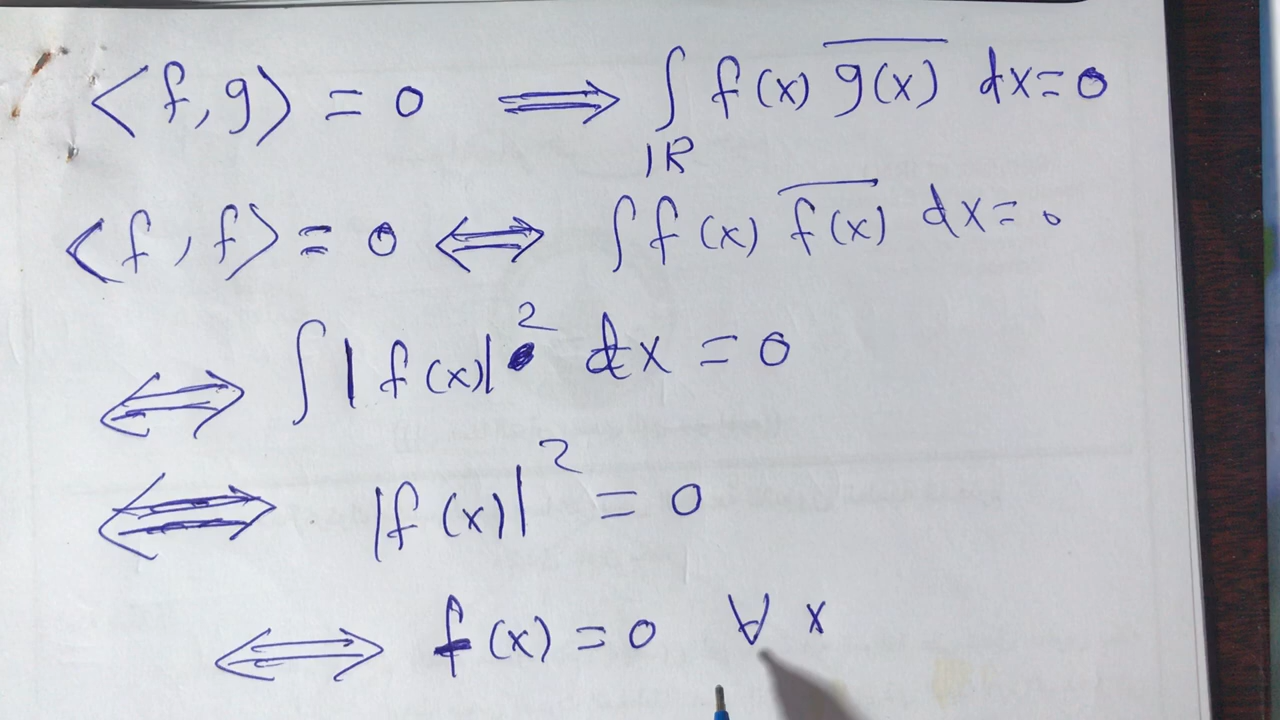 ⟨f, g⟩ = 0 ⟹ ∫_ℝ f(x) \overline{g(x)} dx = 0
⟨f, f⟩ = 0 ⟺ ∫ f(x) \overline{f(x)} dx = 0
⟺ ∫ |f(x)|² dx = 0
⟺ |f(x)|² = 0
⟺ f(x) = 0 ∀ x